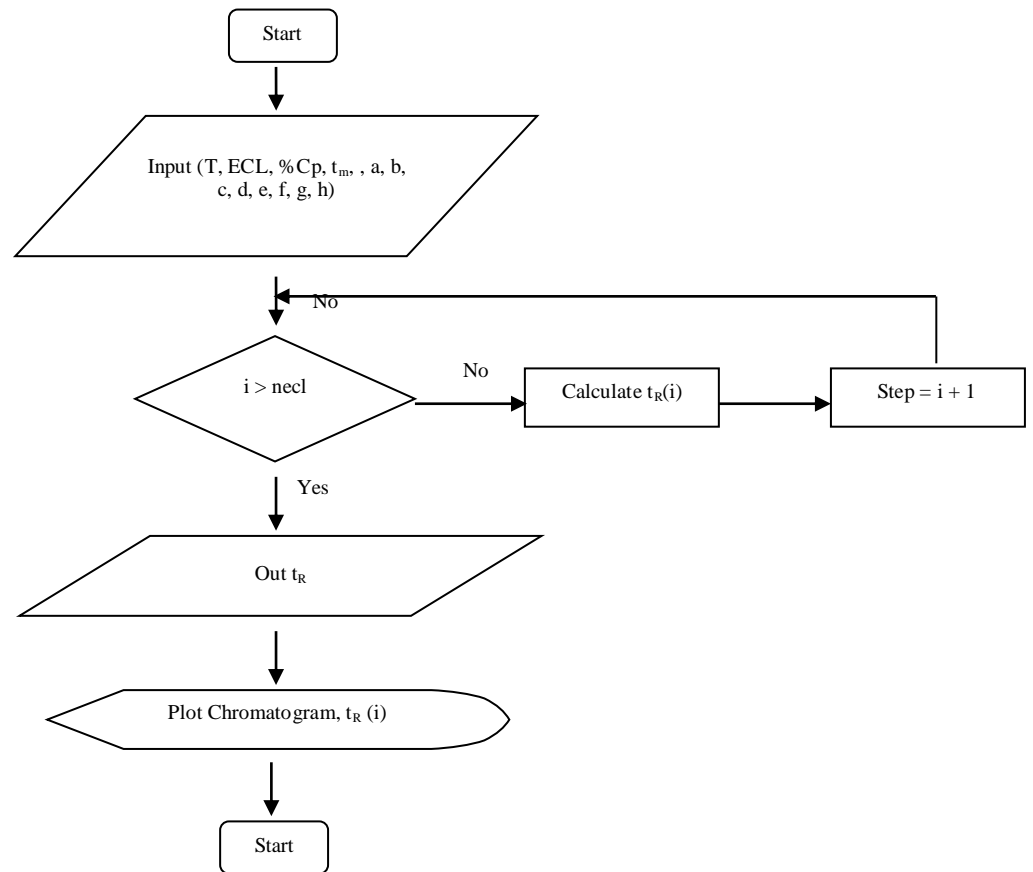 Start
Input (T, ECL, %Cp, tm, , a, b,
c, d, e, f, g, h)
No
i > necl
No
Calculate tR(i)
Step = i + 1
Yes
Out tR
Plot Chromatogram, tR (i)
Start